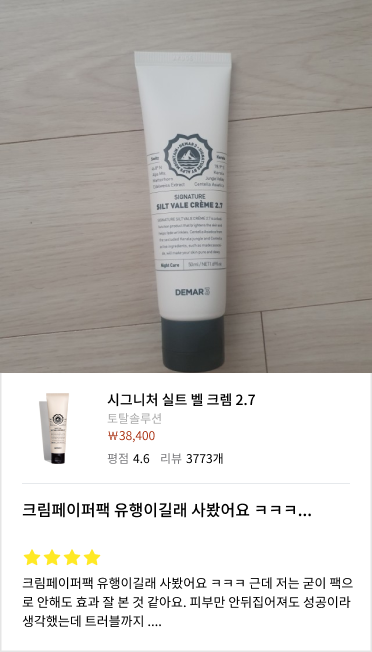 SIGNATURE
SILT VALE CRÈME 2.7
Night Care
DEMAR3
시그니처 실트 벨 크렘 2.7
토탈솔루션
₩38,400
평점 4.6 리뷰 3773개
크림페이퍼팩 유행이길래 사봤어요 ㅋㅋㅋ...
크림페이퍼팩 유행이길래 사봤어요 ㅋㅋㅋ 근데 저는 굳이 팩으
로 안해도 효과 잘 본 것 같아요. 피부만 안뒤집어져도 성공이라
생각했는데 트러블까지 ....